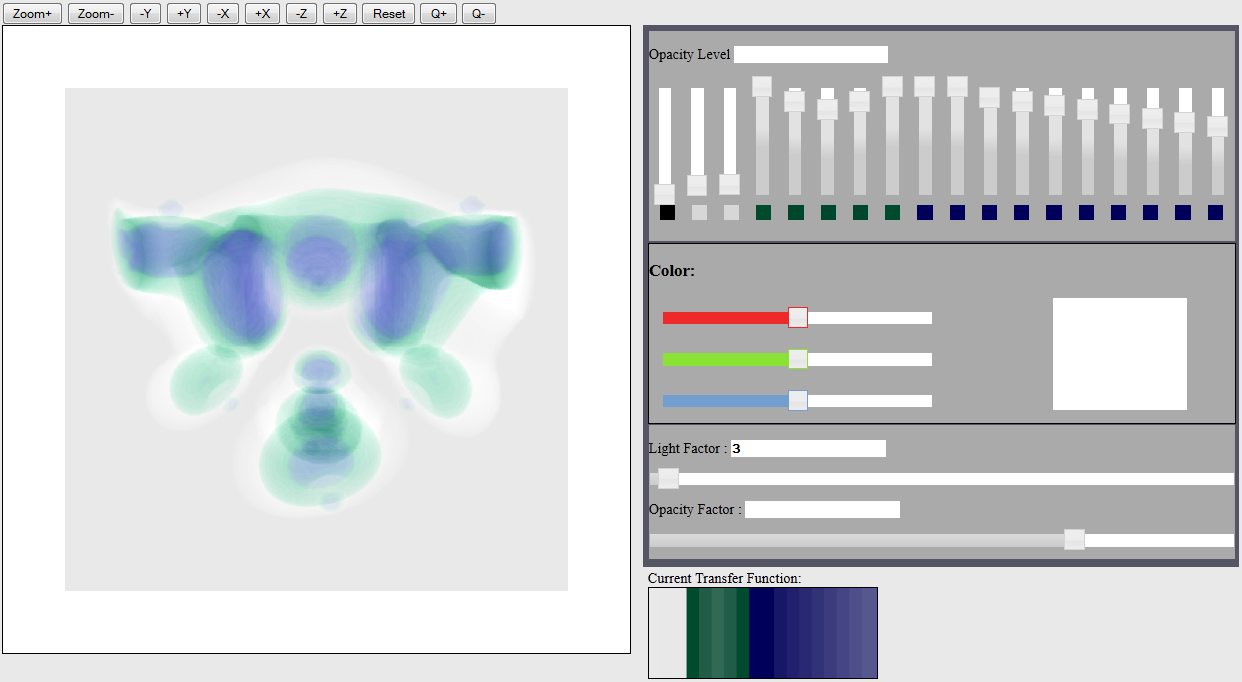 Zoom+ Zoom- -Y +Y -X +X -Z +Z Reset Q+ Q-
Opacity Level
Color:
Light Factor : 3
Opacity Factor :
Current Transfer Function: